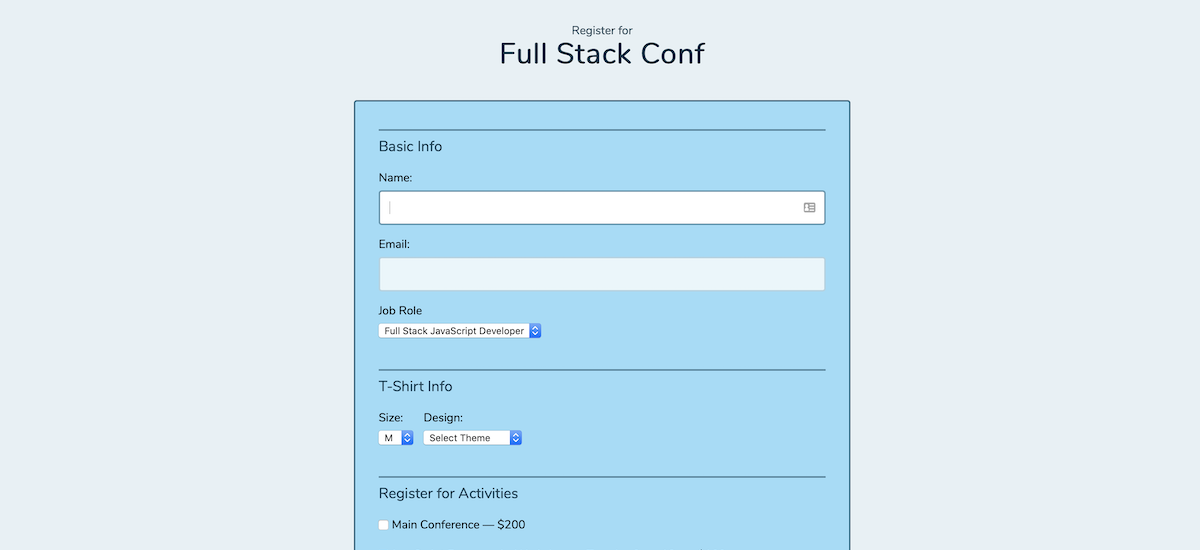 Register for
Full Stack Conf
Basic Info
Name:
Email:
Job Role
Full Stack JavaScript Developer
T-Shirt Info
Size: Design:
M Select Theme
Register for Activities
Main Conference — $200